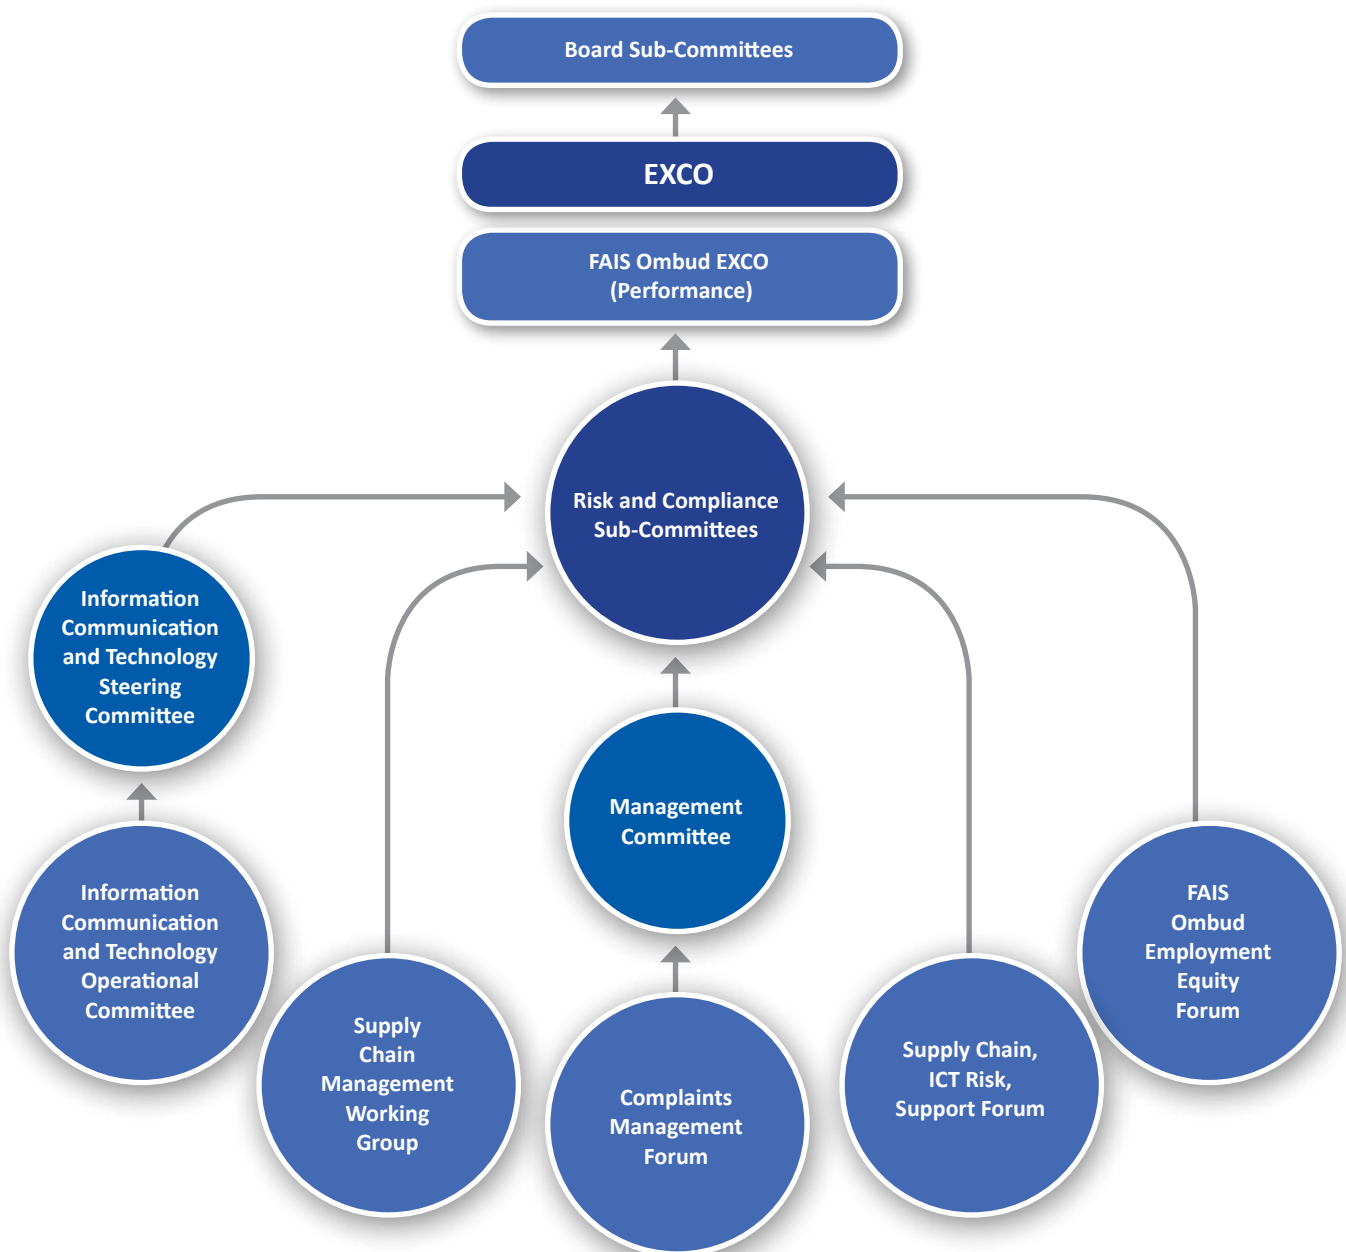 Board Sub-Committees
EXCO
FAIS Ombud EXCO
(Performance)
Risk and Compliance
Sub-Committees
Information
Communication
and Technology
Steering
Committee
Management
Committee
Information
Communication
and Technology
Operational
Committee
Supply
Chain
Management
Working
Group
Complaints
Management
Forum
Supply Chain,
ICT Risk,
Support Forum
FAIS
Ombud
Employment
Equity
Forum